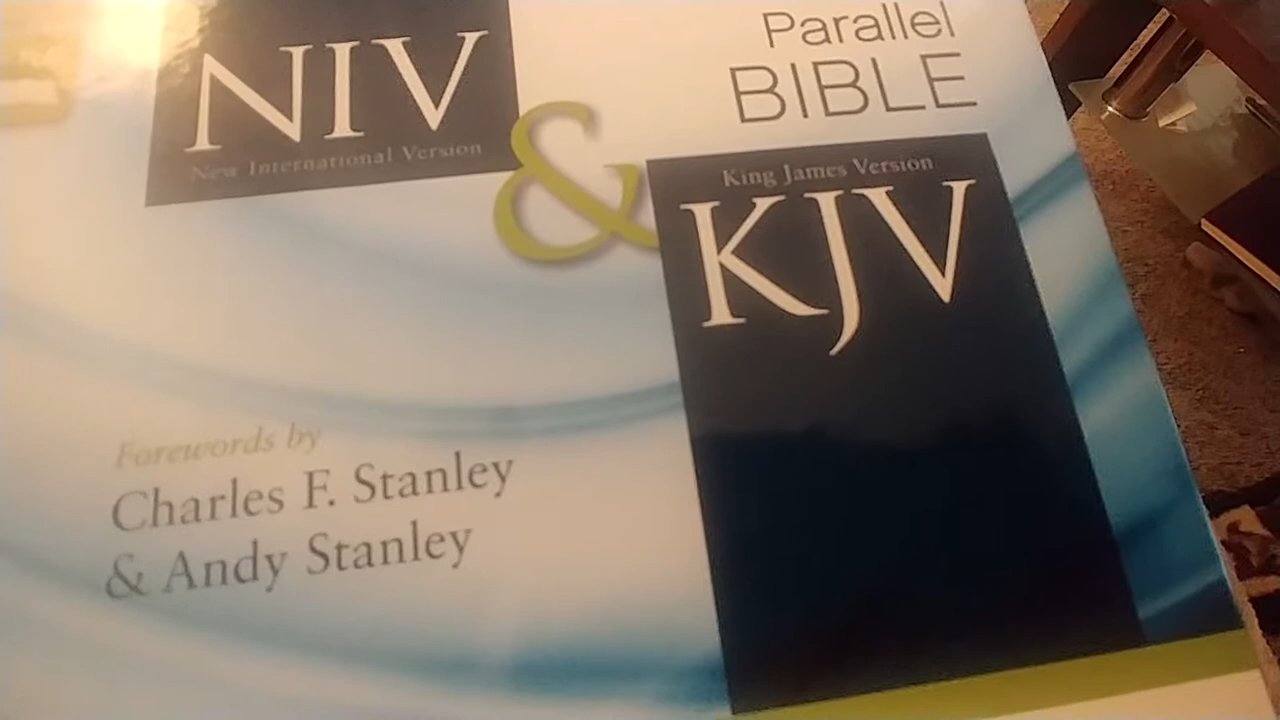 NIV
New International Version
&
Parallel
BIBLE
King James Version
KJV
Forewords by
Charles F. Stanley
& Andy Stanley